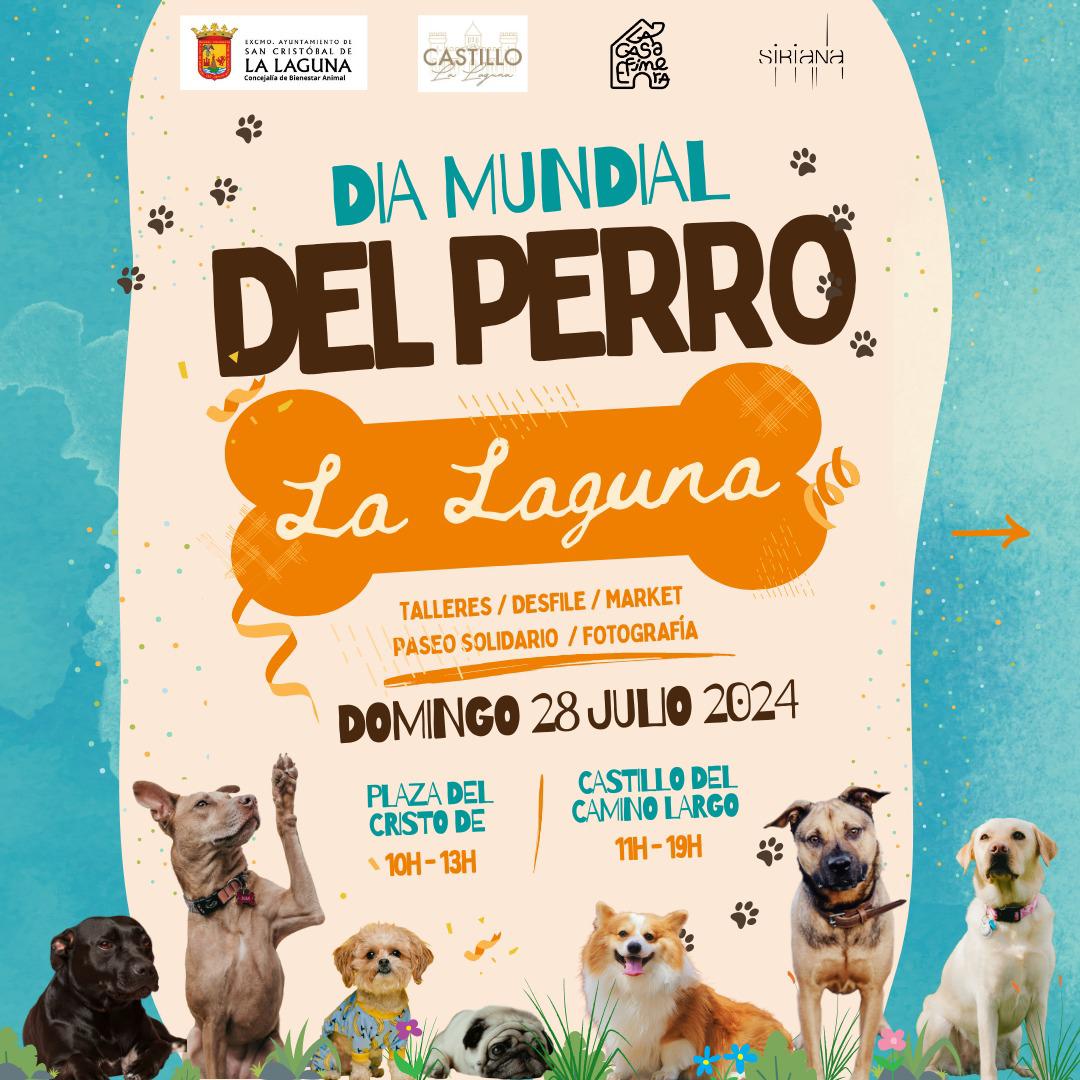 EXCMO. AYUNTAMIENTO DE
SAN CRISTÓBAL DE
LA LAGUNA
Concejalía de Bienestar Animal
CASTILLO
La Laguna
LA
CASA
EFÍMERA
SIRIANA
DIA MUNDIAL
DEL PERRO
La Laguna
TALLERES / DESFILE / MARKET
PASEO SOLIDARIO / FOTOGRAFÍA
DOMINGO 28 JULIO 2024
PLAZA DEL
CRISTO DE
10H - 13H
CASTILLO DEL
CAMINO LARGO
11H - 19H